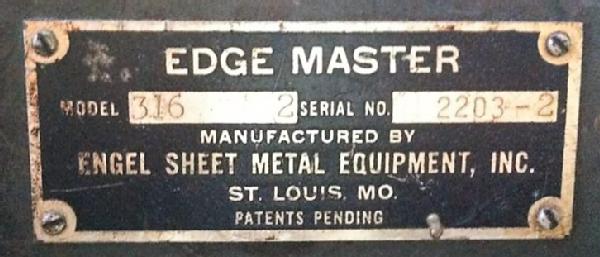 EDGE MASTER
MODEL 316 2 SERIAL NO. 2203-2
MANUFACTURED BY
ENGEL SHEET METAL EQUIPMENT, INC.
ST. LOUIS, MO.
PATENTS PENDING